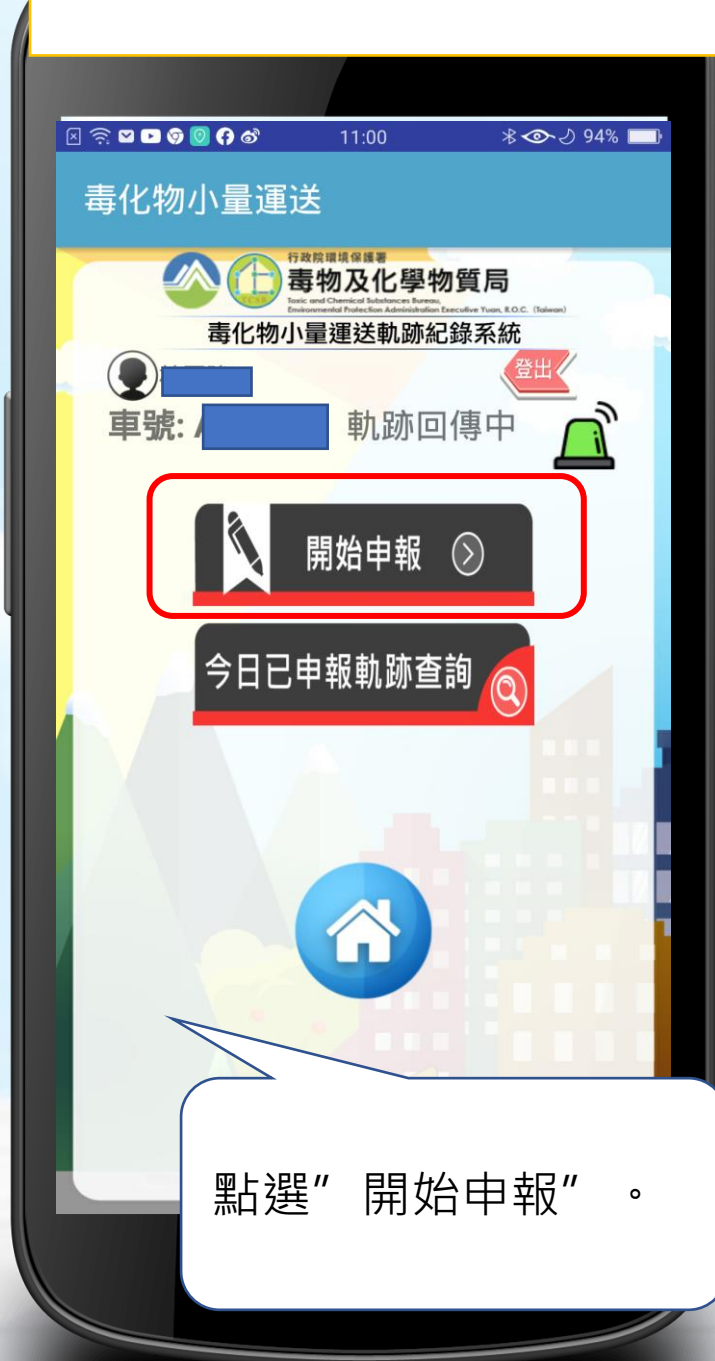 11:00
94%
毒化物小量運送
行政院環境保護署
毒物及化學物質局
Toxic and Chemical Substances Bureau,
Environmental Protection Administration Executive Yuan, R.O.C. (Taiwan)
毒化物小量運送軌跡紀錄系統
登出
車號: 軌跡回傳中
開始申報
今日已申報軌跡查詢
點選”開始申報”。